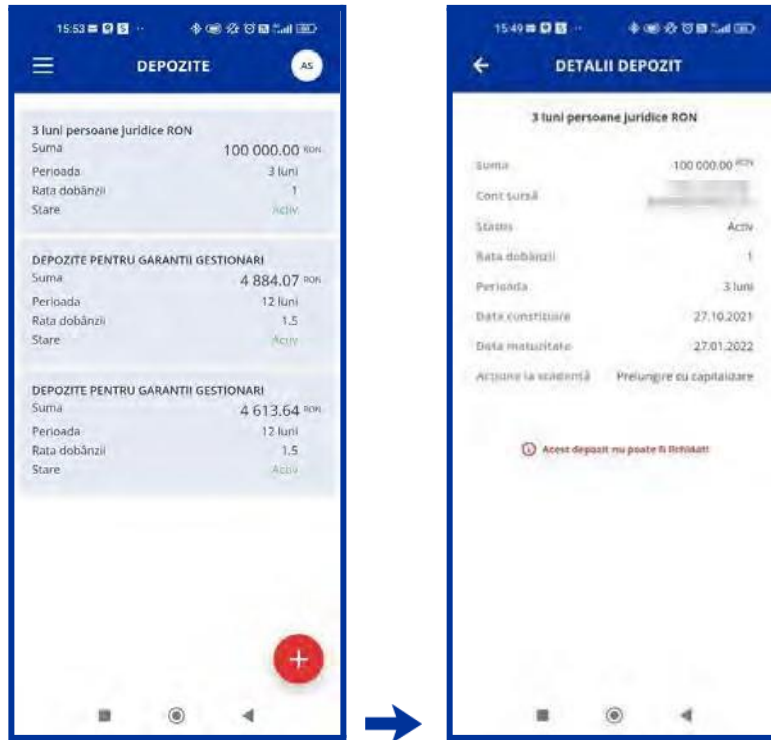 15:53
DEPOZITE
AS
3 luni persoane juridice RON
Suma 100 000.00 RON
Perioada 3 luni
Rata dobânzii 1
Stare Activ
DEPOZITE PENTRU GARANTII GESTIONARI
Suma 4 884.07 RON
Perioada 12 luni
Rata dobânzii 1.5
Stare Activ
DEPOZITE PENTRU GARANTII GESTIONARI
Suma 4 613.64 RON
Perioada 12 luni
Rata dobânzii 1.5
Stare Activ
15:49
DETALII DEPOZIT
3 luni persoane juridice RON
Suma 100 000.00 RON
Cont sursă
Status Activ
Rata dobânzii 1
Perioada 3 luni
Data constituire 27.10.2021
Data maturitate 27.01.2022
Acțiune la scadență Prelungire cu capitalizare
Acest depozit nu poate fi lichidat!